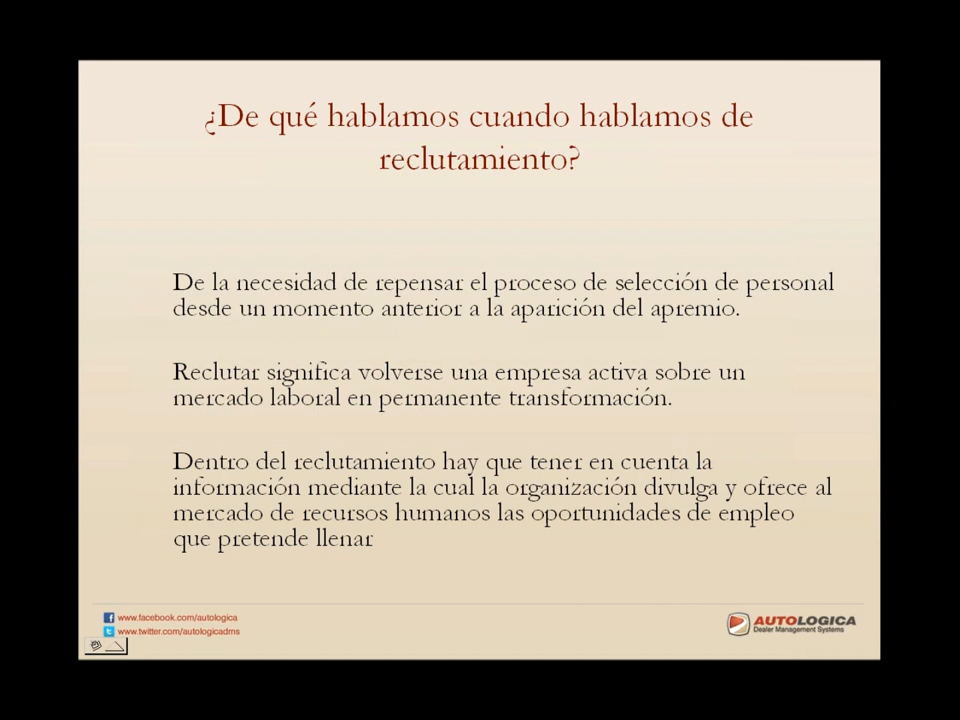 ¿De qué hablamos cuando hablamos de
reclutamiento?
De la necesidad de repensar el proceso de selección de personal
desde un momento anterior a la aparición del apremio.
Reclutar significa volverse una empresa activa sobre un
mercado laboral en permanente transformación.
Dentro del reclutamiento hay que tener en cuenta la
información mediante la cual la organización divulga y ofrece al
mercado de recursos humanos las oportunidades de empleo
que pretende llenar
www.facebook.com/autologica
www.twitter.com/autologicadms
AUTOLOGICA
Dealer Management Systems